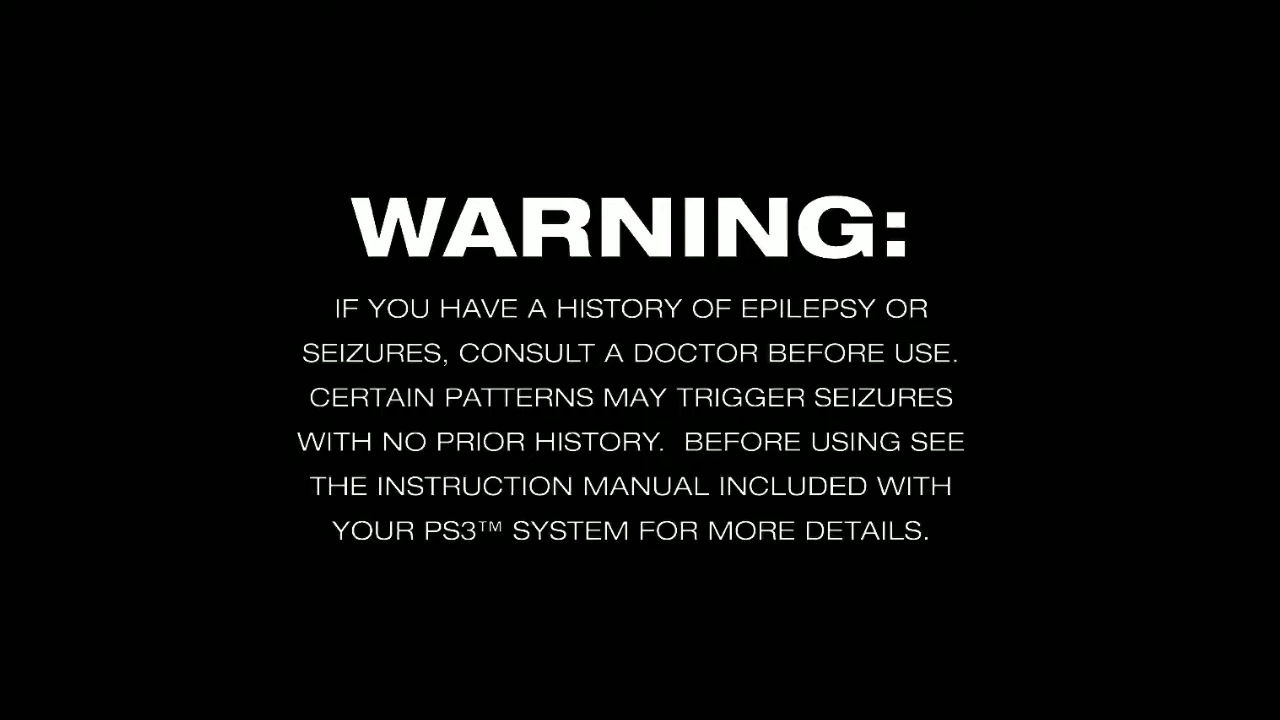 WARNING:
IF YOU HAVE A HISTORY OF EPILEPSY OR
SEIZURES, CONSULT A DOCTOR BEFORE USE.
CERTAIN PATTERNS MAY TRIGGER SEIZURES
WITH NO PRIOR HISTORY.  BEFORE USING SEE
THE INSTRUCTION MANUAL INCLUDED WITH
YOUR PS3™ SYSTEM FOR MORE DETAILS.